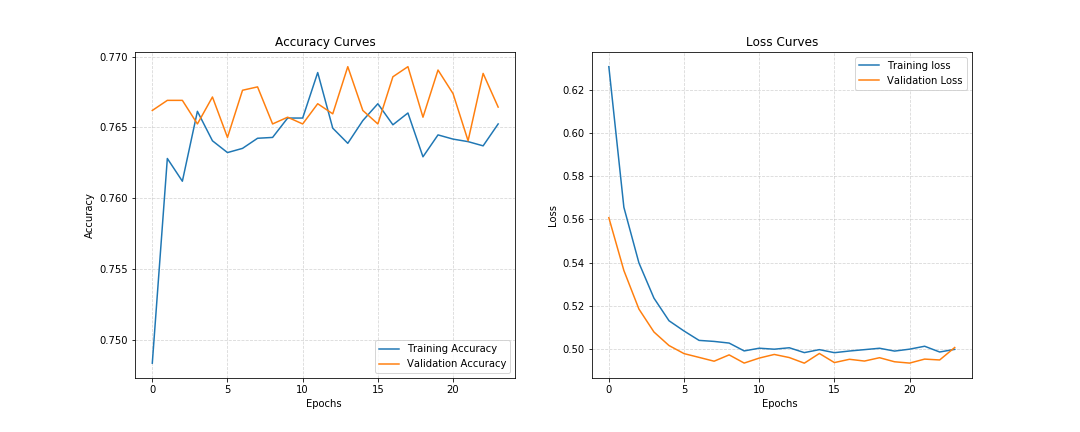 Accuracy Curves
0.770
0.765
0.760
0.755
0.750
Accuracy
0 5 10 15 20
Epochs
Training Accuracy
Validation Accuracy
Loss Curves
0.62
0.60
0.58
0.56
0.54
0.52
0.50
Loss
0 5 10 15 20
Epochs
Training loss
Validation Loss